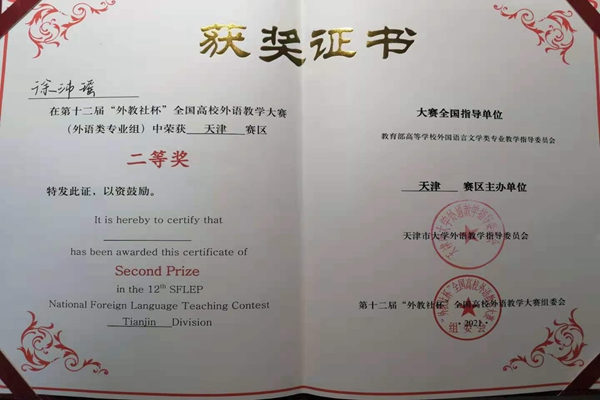 获奖证书
徐沛瑶
在第十二届“外教社杯”全国高校外语教学大赛
（外语类专业组）中荣获 天津 赛区
二等奖
特发此证，以资鼓励。
It is hereby to certify that
has been awarded this certificate of
Second Prize
in the 12th SFLEP
National Foreign Language Teaching Contest
Tianjin Division
大赛全国指导单位
教育部高等学校外国语言文学类专业教学指导委员会
天津 赛区主办单位
天津市大学外语教学指导委员会
第十二届“外教社杯”全国高校外语教学大赛组委会
·2021·
组委会